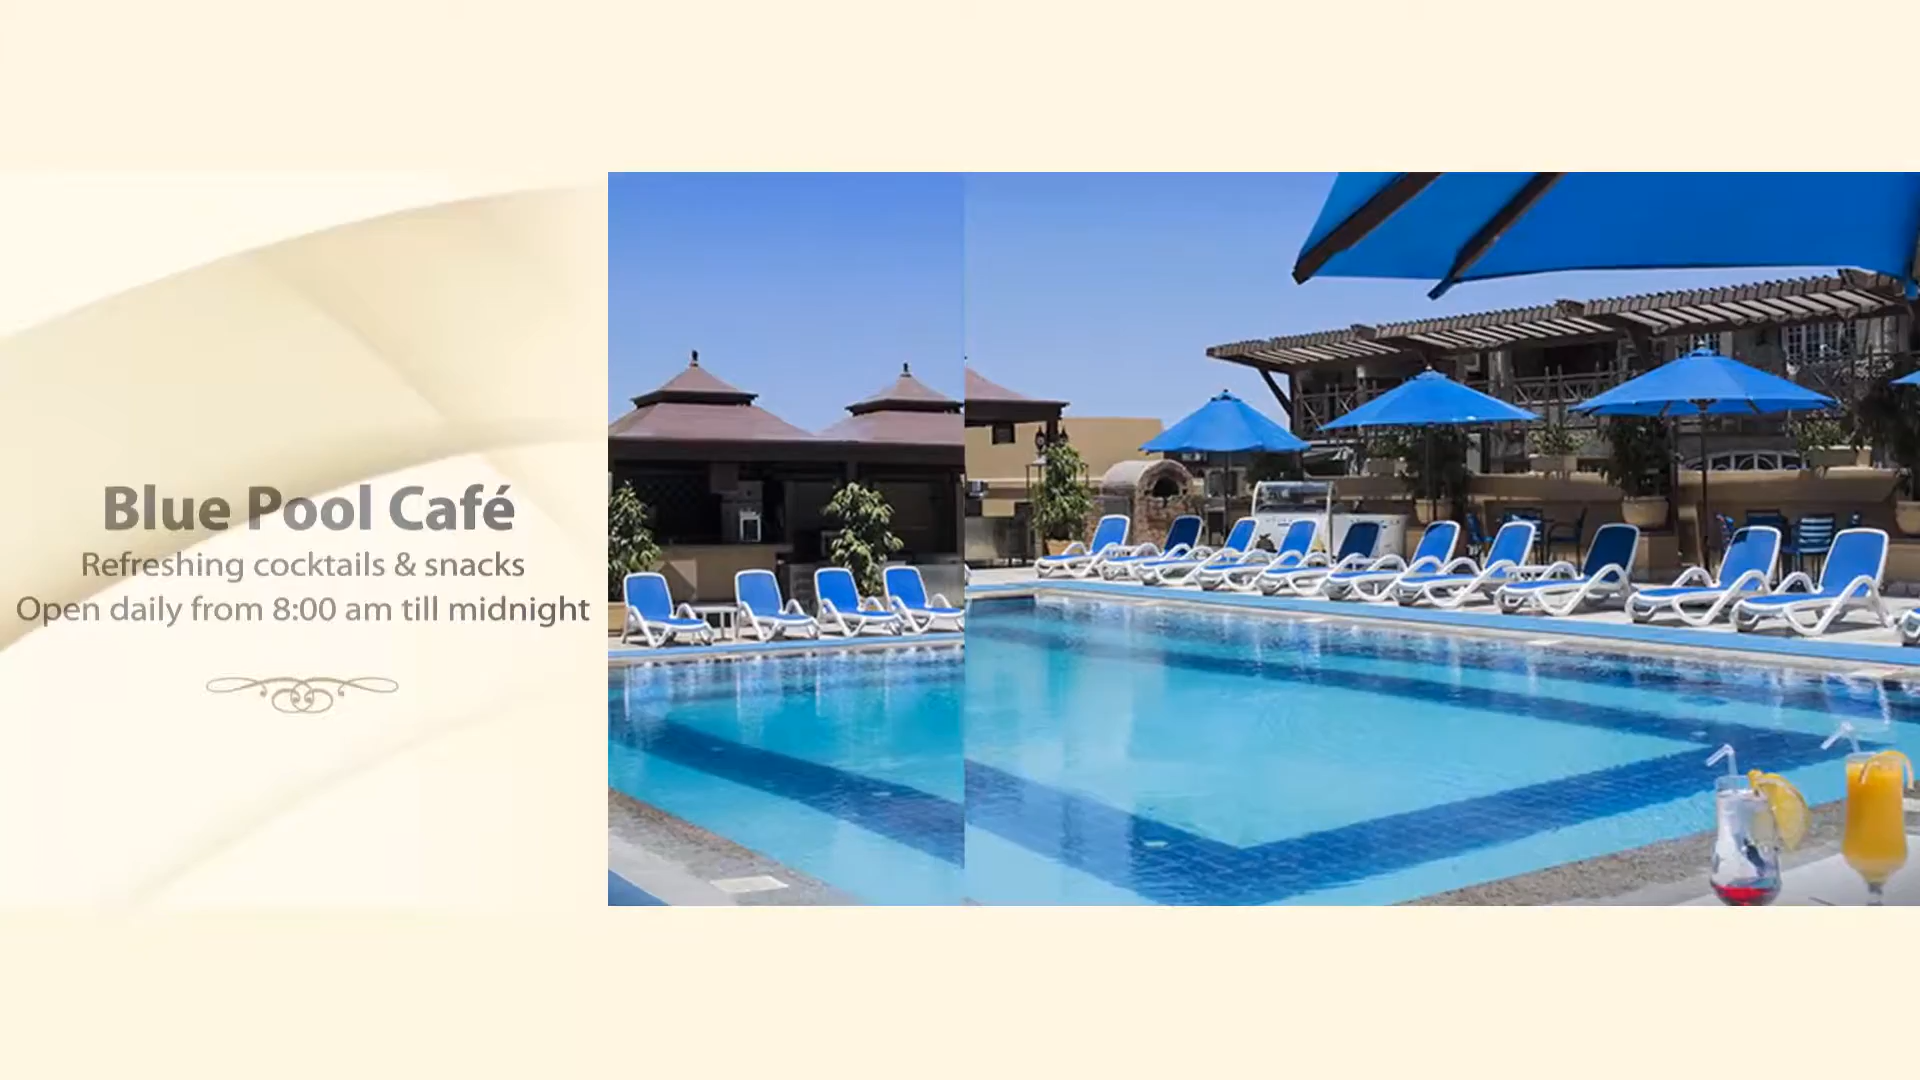 Blue Pool Café
Refreshing cocktails & snacks
Open daily from 8:00 am till midnight